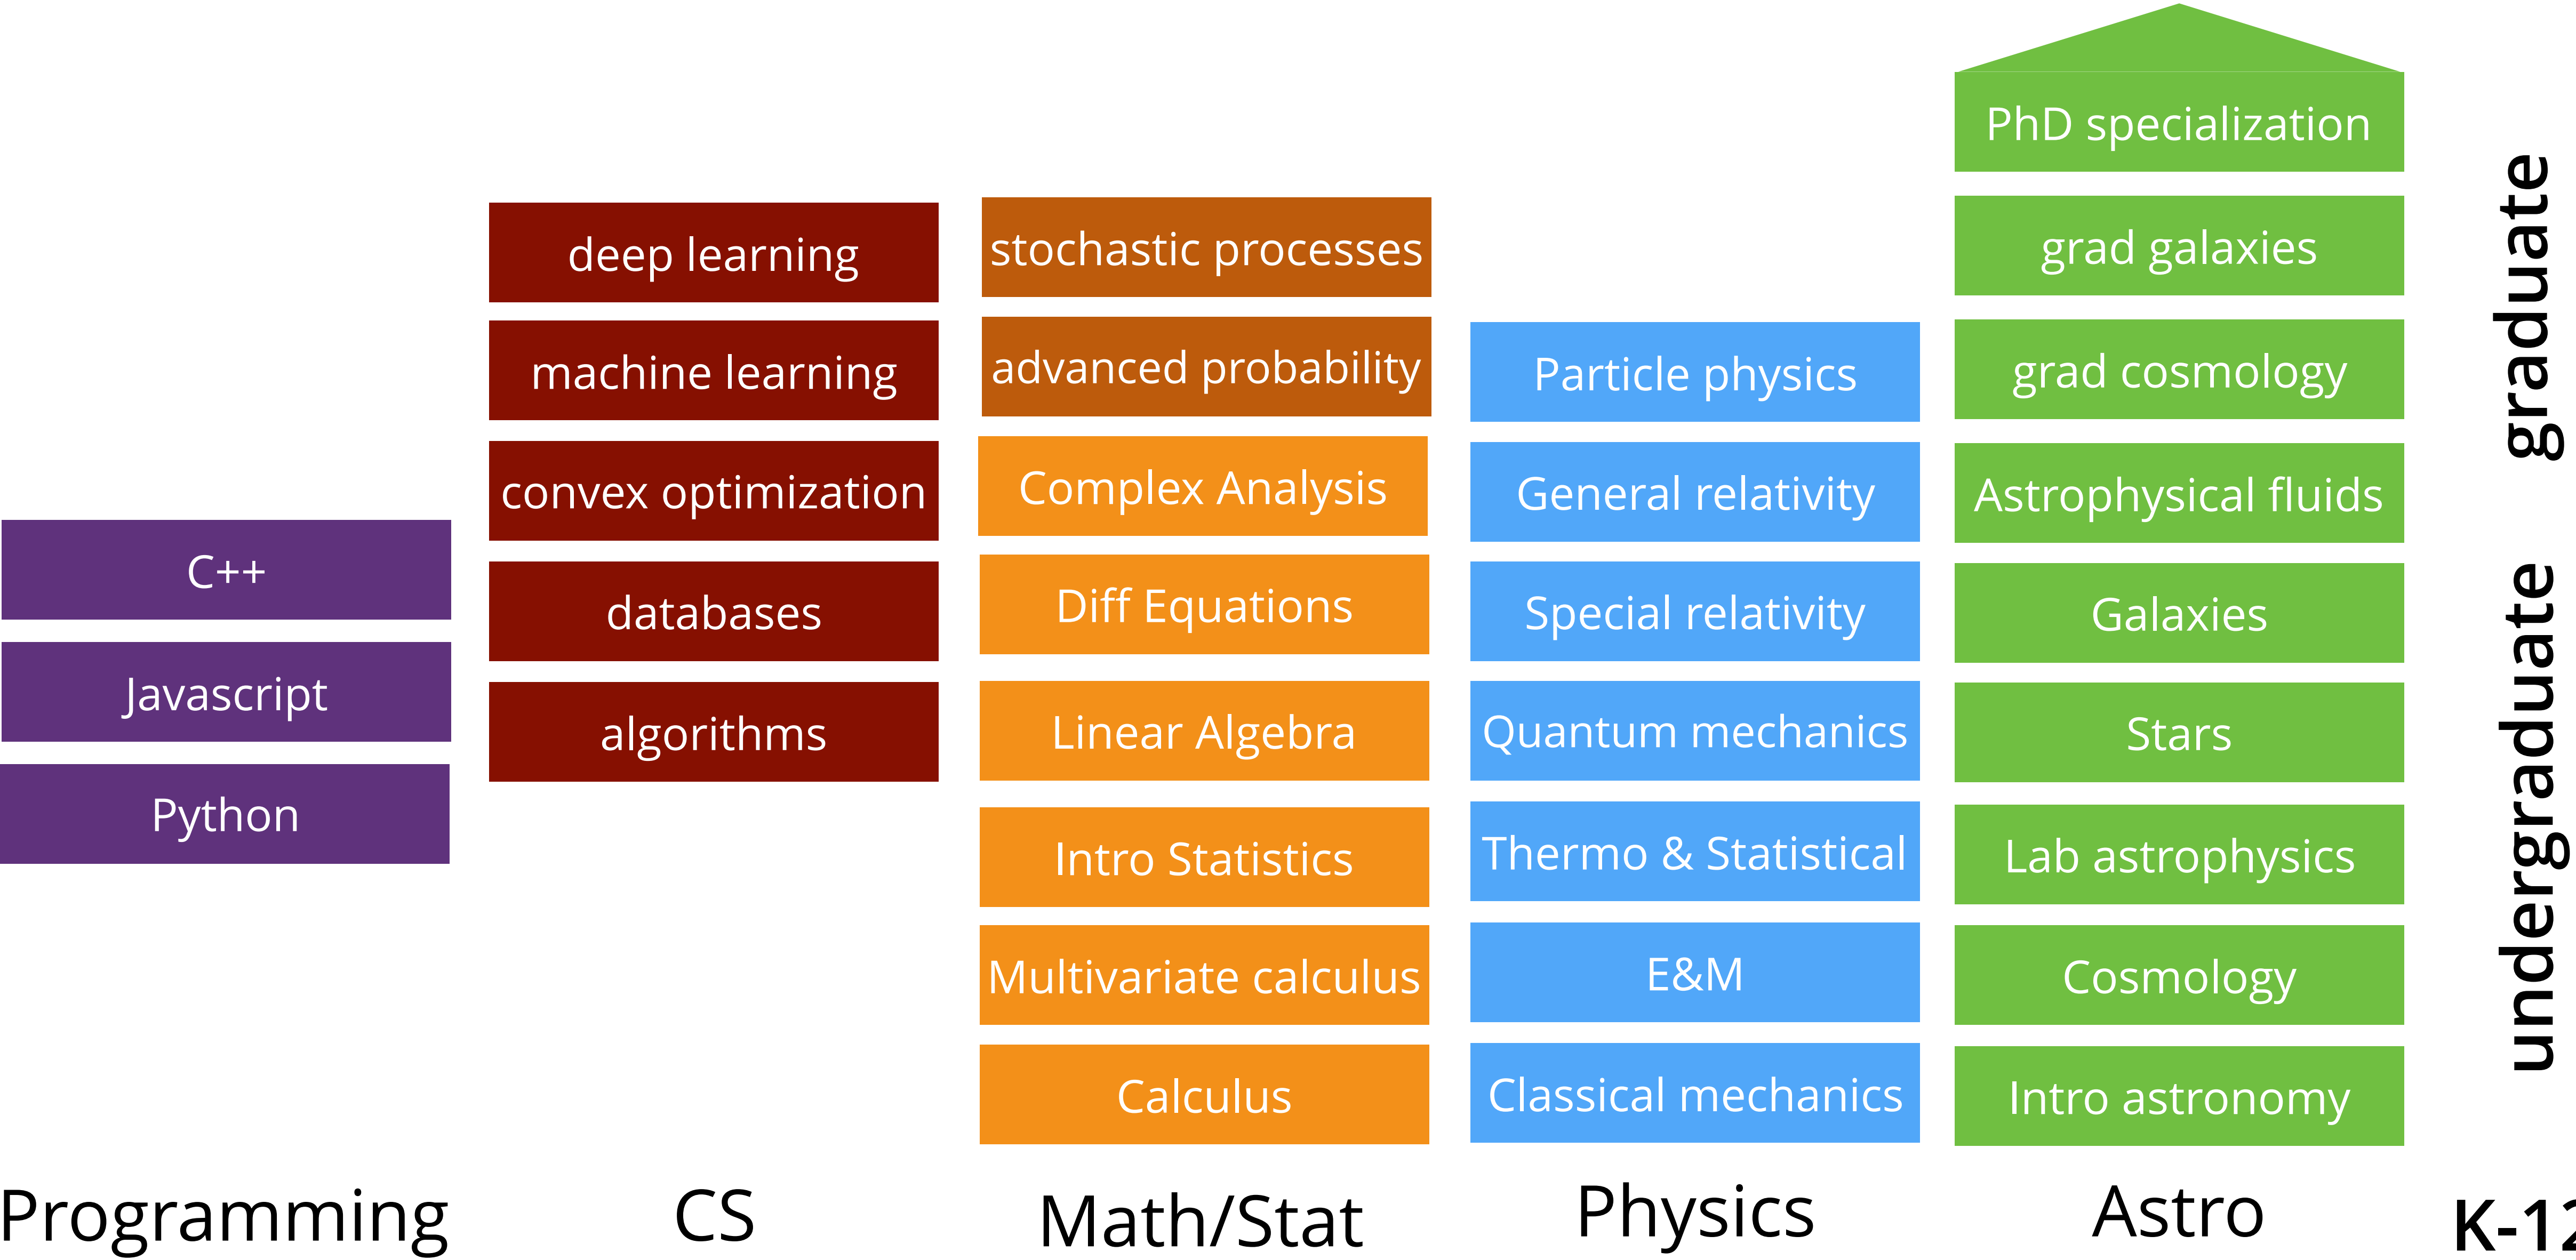 C++
Javascript
Python
Programming
deep learning
machine learning
convex optimization
databases
algorithms
CS
stochastic processes
advanced probability
Complex Analysis
Diff Equations
Linear Algebra
Intro Statistics
Multivariate calculus
Calculus
Math/Stat
Particle physics
General relativity
Special relativity
Quantum mechanics
Thermo & Statistical
E&M
Classical mechanics
Physics
PhD specialization
grad galaxies
grad cosmology
Astrophysical fluids
Galaxies
Stars
Lab astrophysics
Cosmology
Intro astronomy
Astro
graduate
undergraduate
K-12